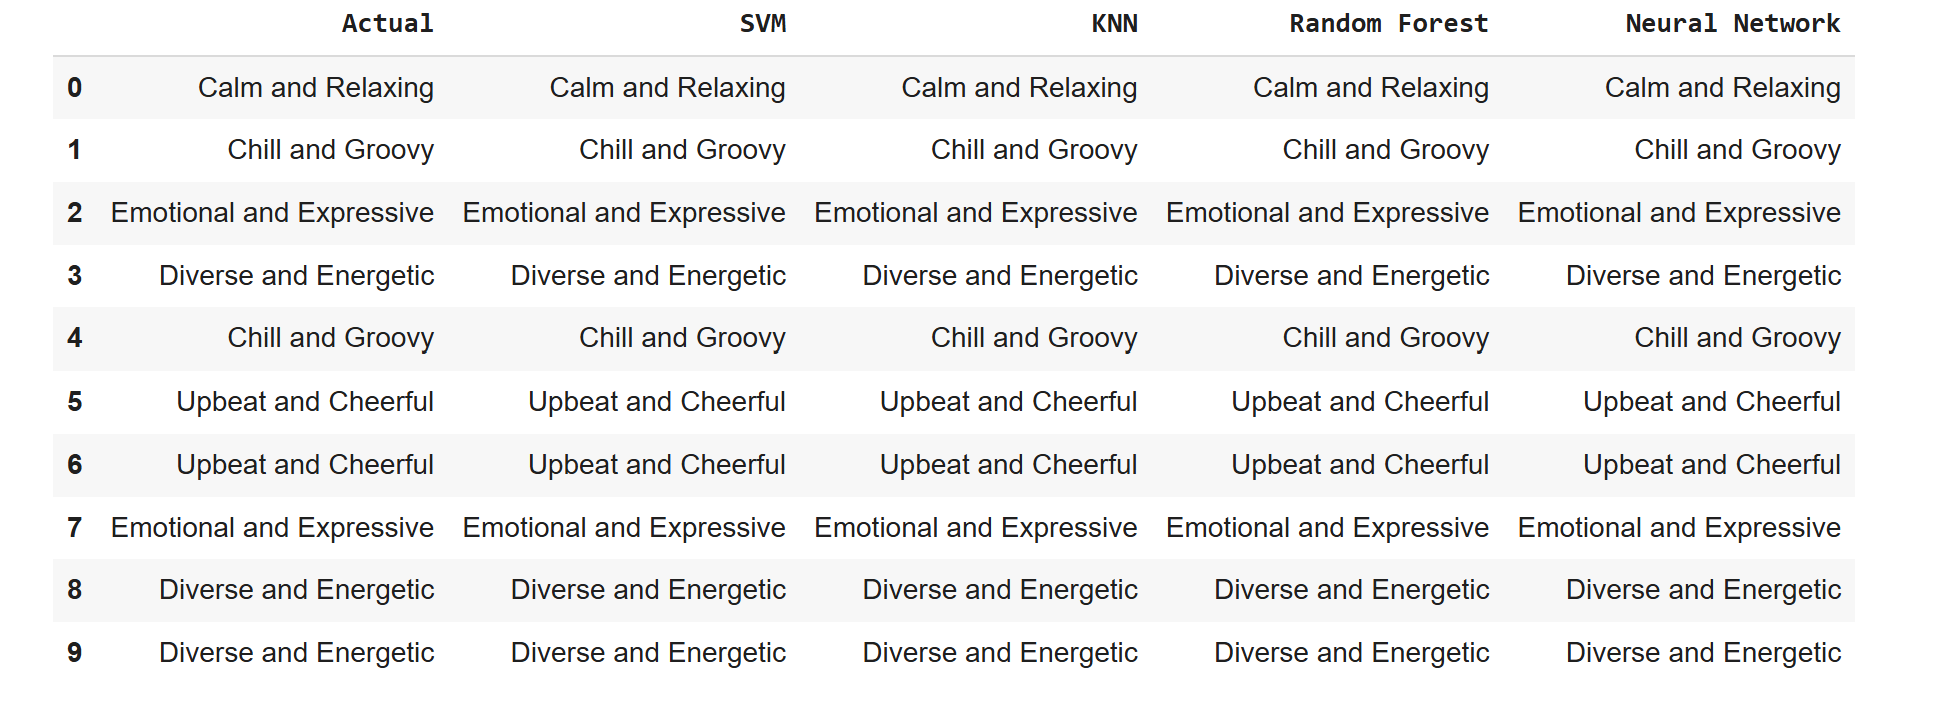 Actual SVM KNN Random Forest Neural Network
0 Calm and Relaxing Calm and Relaxing Calm and Relaxing Calm and Relaxing Calm and Relaxing
1 Chill and Groovy Chill and Groovy Chill and Groovy Chill and Groovy Chill and Groovy
2 Emotional and Expressive Emotional and Expressive Emotional and Expressive Emotional and Expressive Emotional and Expressive
3 Diverse and Energetic Diverse and Energetic Diverse and Energetic Diverse and Energetic Diverse and Energetic
4 Chill and Groovy Chill and Groovy Chill and Groovy Chill and Groovy Chill and Groovy
5 Upbeat and Cheerful Upbeat and Cheerful Upbeat and Cheerful Upbeat and Cheerful Upbeat and Cheerful
6 Upbeat and Cheerful Upbeat and Cheerful Upbeat and Cheerful Upbeat and Cheerful Upbeat and Cheerful
7 Emotional and Expressive Emotional and Expressive Emotional and Expressive Emotional and Expressive Emotional and Expressive
8 Diverse and Energetic Diverse and Energetic Diverse and Energetic Diverse and Energetic Diverse and Energetic
9 Diverse and Energetic Diverse and Energetic Diverse and Energetic Diverse and Energetic Diverse and Energetic